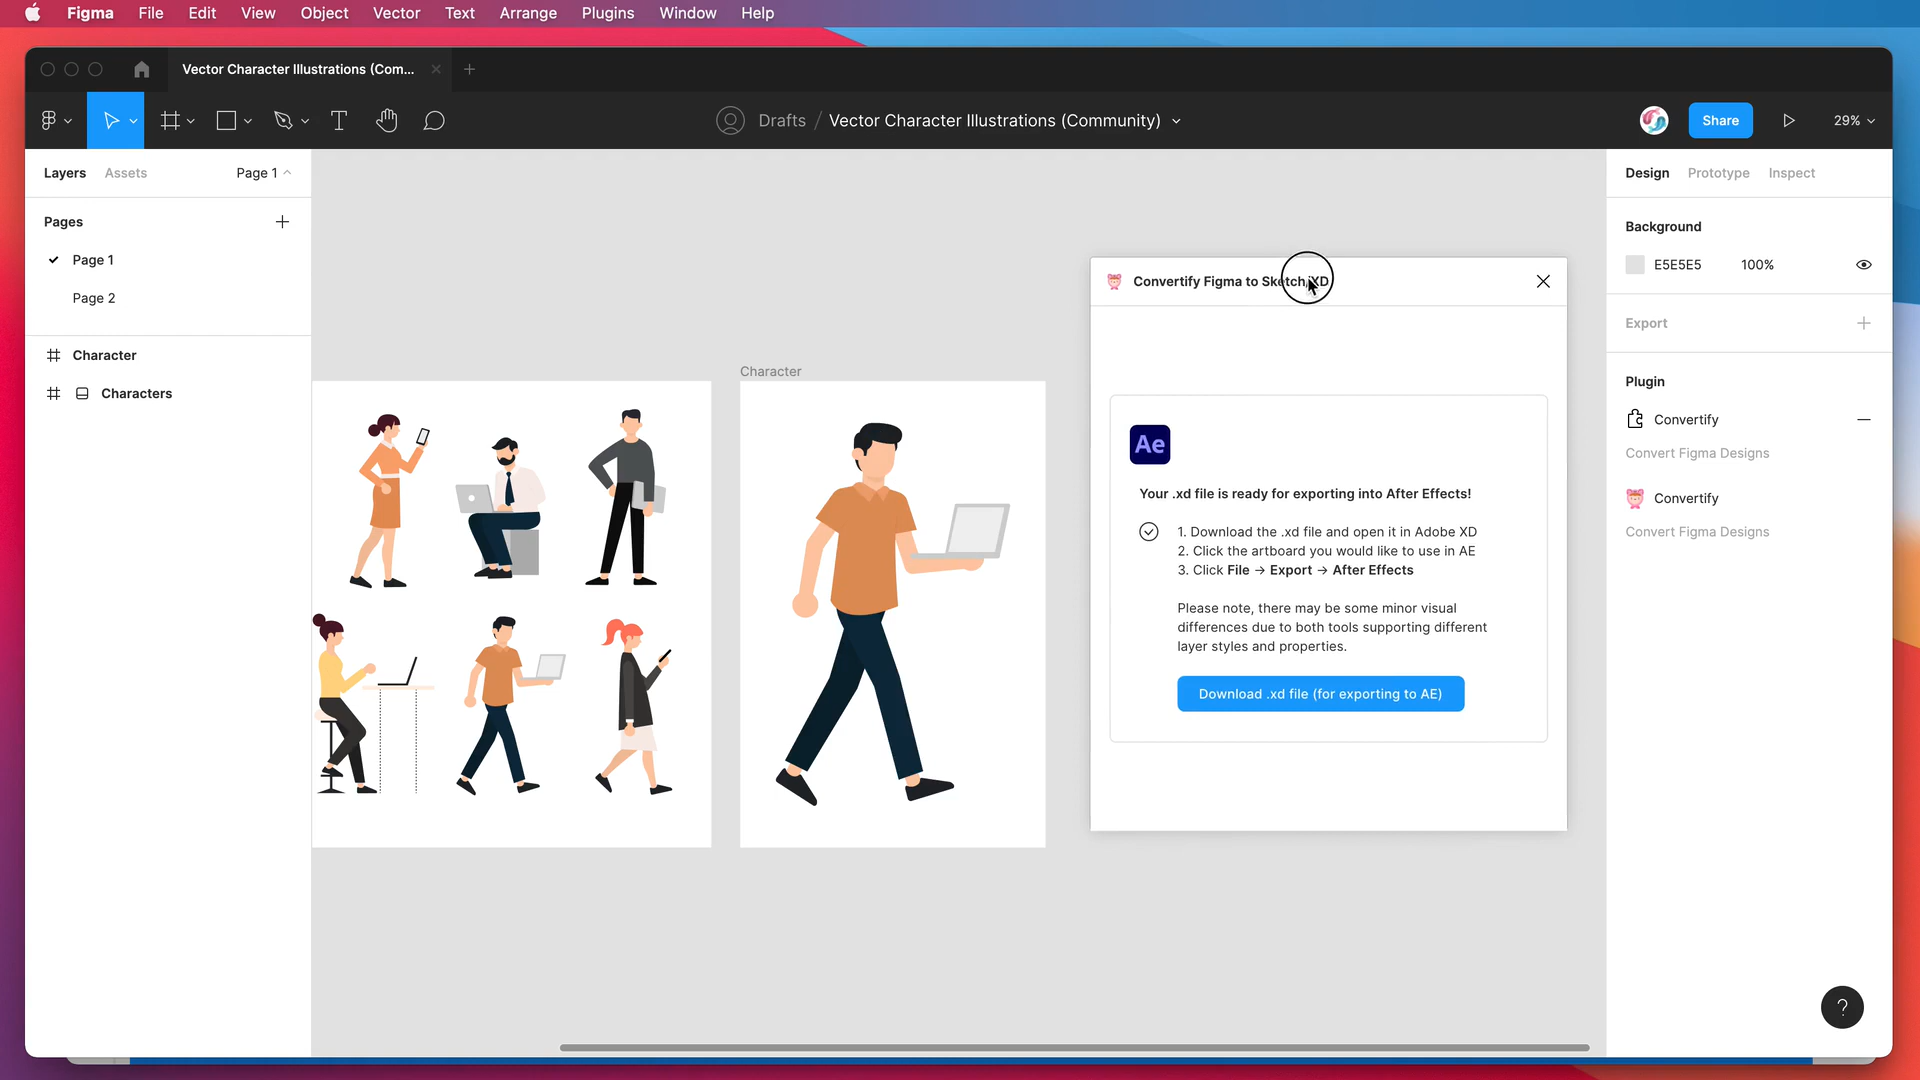 Figma File Edit View Object Vector Text Arrange Plugins Window Help
Vector Character Illustrations (Com...
Drafts / Vector Character Illustrations (Community)
Share
29%
Layers Assets Page 1
Pages
Page 1
Page 2
Character
Characters
Character
Convertify Figma to Sketch/XD
Ae
Your .xd file is ready for exporting into After Effects!
1. Download the .xd file and open it in Adobe XD
2. Click the artboard you would like to use in AE
3. Click File → Export → After Effects
Please note, there may be some minor visual
differences due to both tools supporting different
layer styles and properties.
Download .xd file (for exporting to AE)
Design Prototype Inspect
Background
E5E5E5 100%
Export
Plugin
Convertify
Convert Figma Designs
Convertify
Convert Figma Designs
?